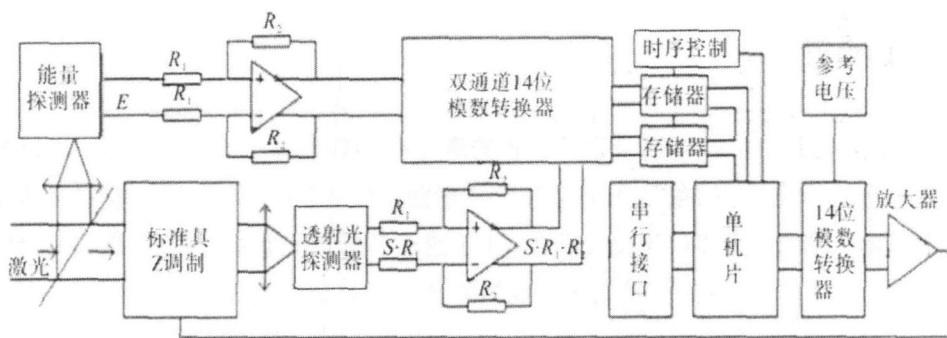 能量
探测器
E
R₁
R₁
R₂
R₂
双通道14位
模数转换器
时序控制
存储器
存储器
参考
电压
激光
标准具
Z调制
透射光
探测器
R₁
S·R₁
R₂
R₂
S·R₁·R₂
串行接口
单机片
14位
模数
转换
器
放大器